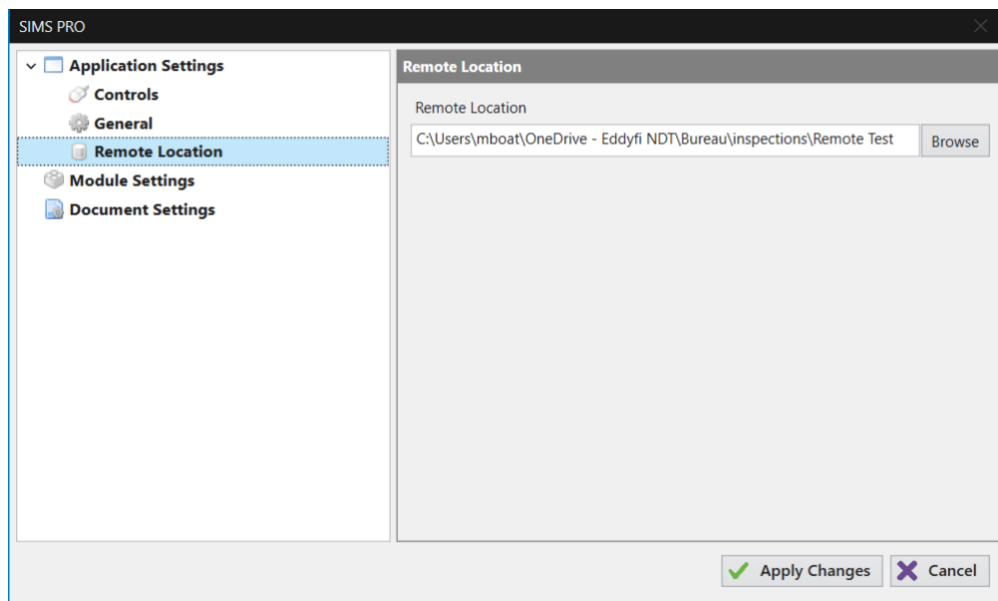 SIMS PRO
Application Settings
Controls
General
Remote Location
Module Settings
Document Settings
Remote Location
Remote Location
C:\Users\mboat\OneDrive - Eddyfi NDT\Bureau\inspections\Remote Test
Browse
Apply Changes
Cancel